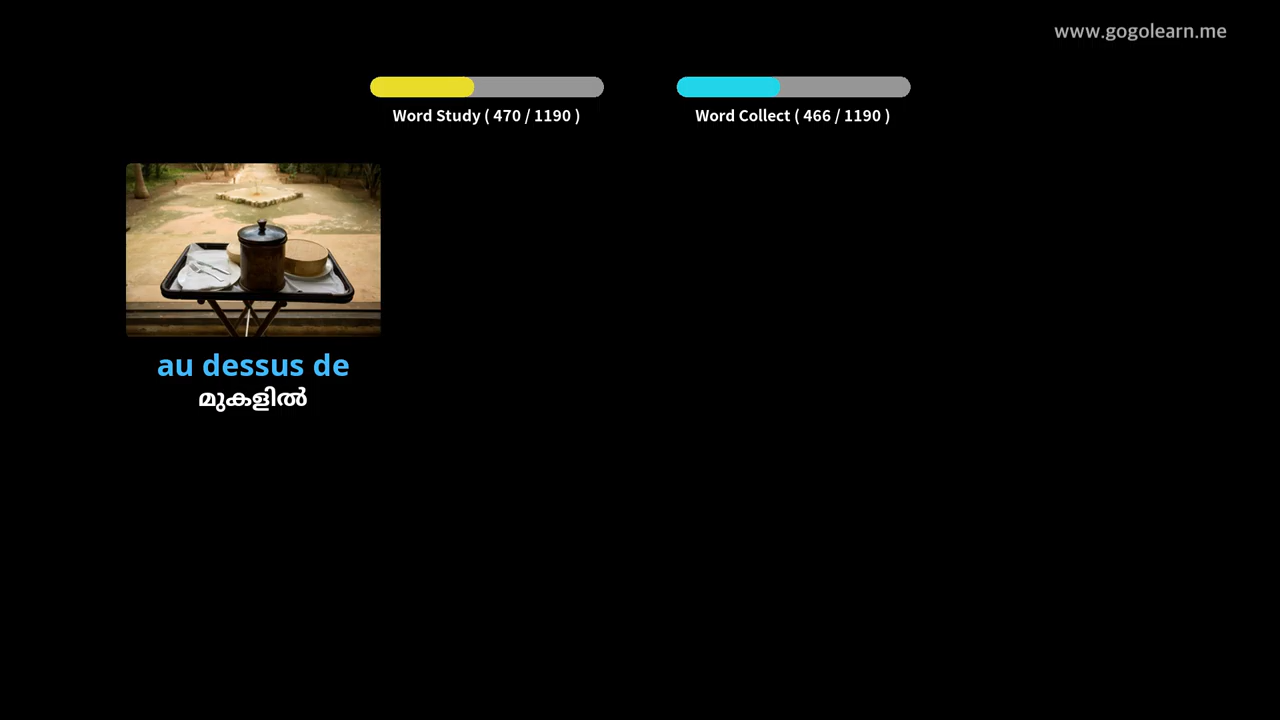 www.gogolearn.me
Word Study ( 470 / 1190 )
Word Collect ( 466 / 1190 )
au dessus de
മുകളിൽ